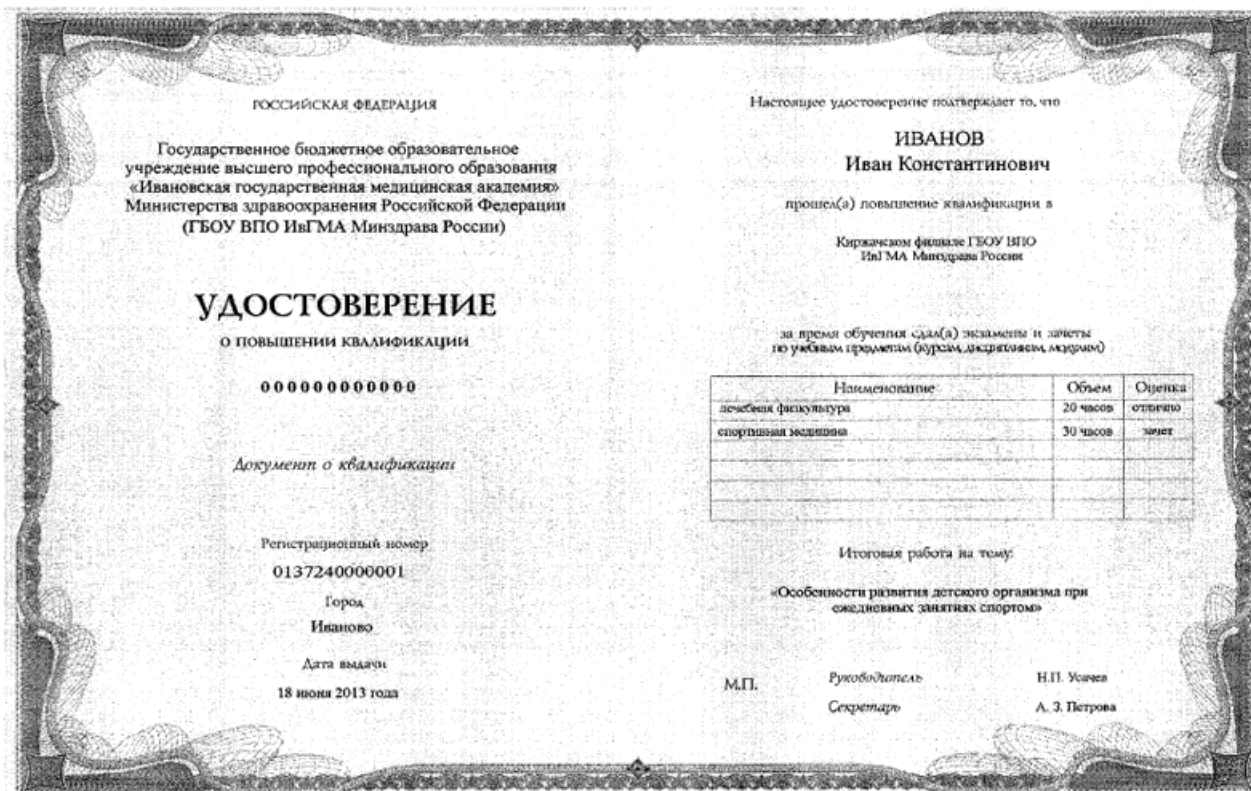 РОССИЙСКАЯ ФЕДЕРАЦИЯ
Государственное бюджетное образовательное
учреждение высшего профессионального образования
«Ивановская государственная медицинская академия»
Министерства здравоохранения Российской Федерации
(ГБОУ ВПО ИвГМА Минздрава России)
УДОСТОВЕРЕНИЕ
О ПОВЫШЕНИИ КВАЛИФИКАЦИИ
000000000000
Документ о квалификации
Регистрационный номер
0137240000001
Город
Иваново
Дата выдачи
18 июня 2013 года
Настоящее удостоверение подтверждает то, что
ИВАНОВ
Иван Константинович
прошел(а) повышение квалификации в
Киржачском филиале ГБОУ ВПО
ИвГМА Минздрава России
за время обучения сдал(а) экзамены и зачеты
по учебным предметам (курсам, дисциплинам, модулям)
Наименование Объем Оценка
лечебная физкультура 20 часов отлично
спортивная медицина 30 часов зачет
Итоговая работа на тему:
«Особенности развития детского организма при
ежедневных занятиях спортом»
М.П. Руководитель Н.П. Усачев
Секретарь А. З. Петрова